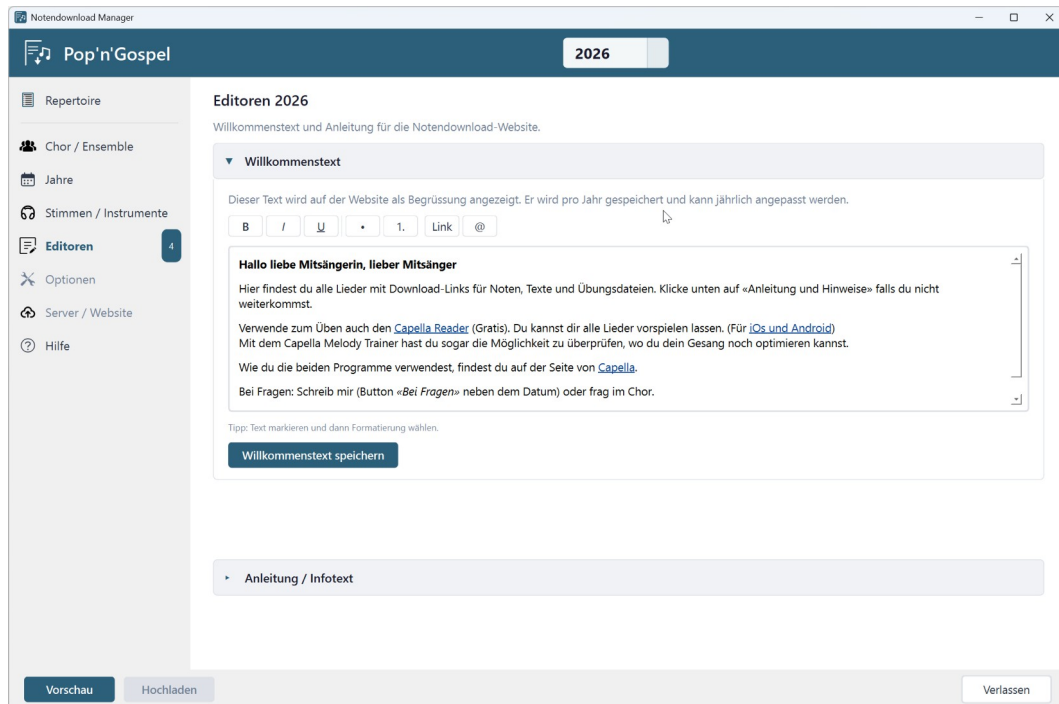 Notendownload Manager
Pop'n'Gospel
2026
Repertoire
Chor / Ensemble
Jahre
Stimmen / Instrumente
Editoren
4
Optionen
Server / Website
Hilfe
Editoren 2026
Willkommenstext und Anleitung für die Notendownload-Website.
Willkommenstext
Dieser Text wird auf der Website als Begrüssung angezeigt. Er wird pro Jahr gespeichert und kann jährlich angepasst werden.
B I U • 1. Link @
Hallo liebe Mitsängerin, lieber Mitsänger
Hier findest du alle Lieder mit Download-Links für Noten, Texte und Übungsdateien. Klicke unten auf «Anleitung und Hinweise» falls du nicht
weiterkommst.
Verwende zum Üben auch den Capella Reader (Gratis). Du kannst dir alle Lieder vorspielen lassen. (Für iOs und Android)
Mit dem Capella Melody Trainer hast du sogar die Möglichkeit zu überprüfen, wo du dein Gesang noch optimieren kannst.
Wie du die beiden Programme verwendest, findest du auf der Seite von Capella.
Bei Fragen: Schreib mir (Button «Bei Fragen» neben dem Datum) oder frag im Chor.
Tipp: Text markieren und dann Formatierung wählen.
Willkommenstext speichern
Anleitung / Infotext
Vorschau
Hochladen
Verlassen